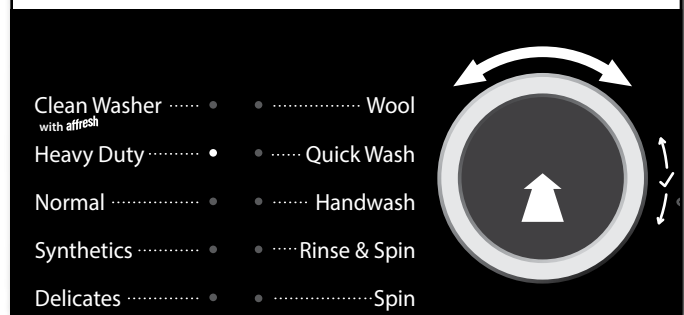 Clean Washer
with affresh
Heavy Duty
Normal
Synthetics
Delicates
Wool
Quick Wash
Handwash
Rinse & Spin
Spin